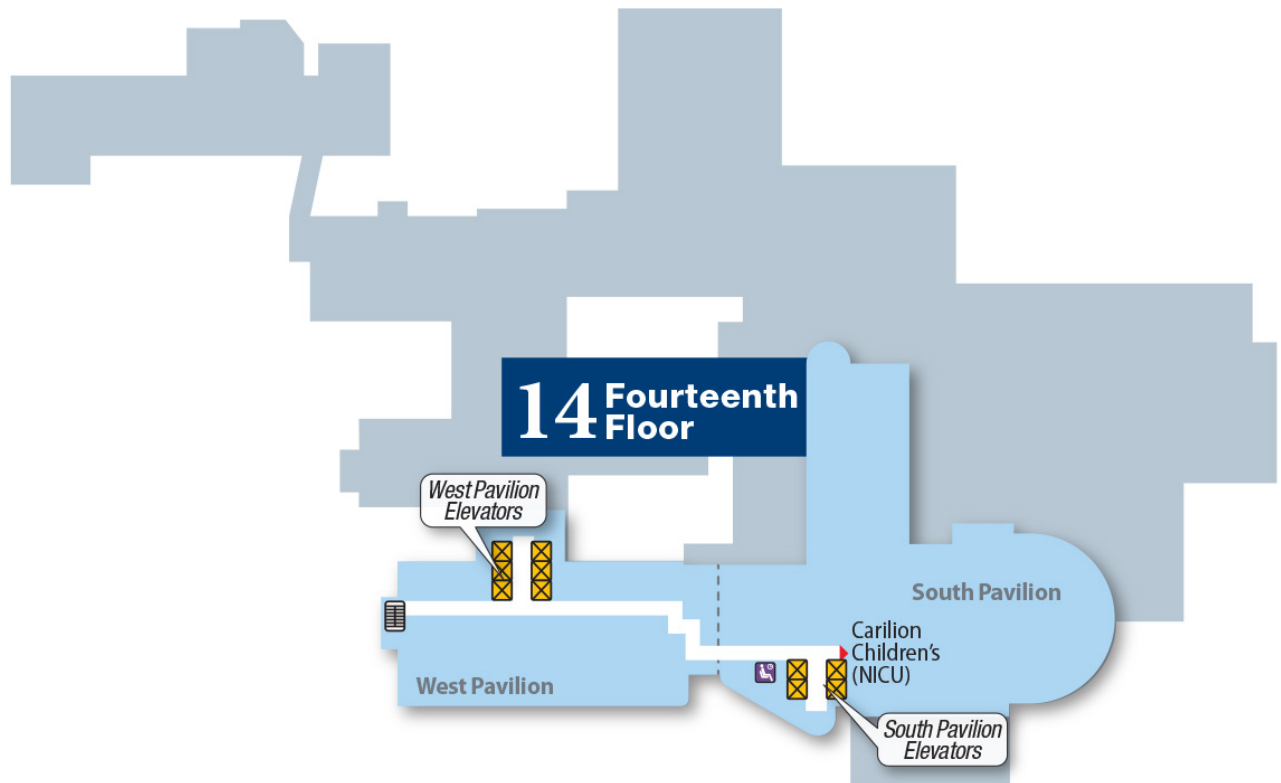 14 Fourteenth
Floor
West Pavilion
Elevators
South Pavilion
Carilion
Children's
(NICU)
West Pavilion
South Pavilion
Elevators